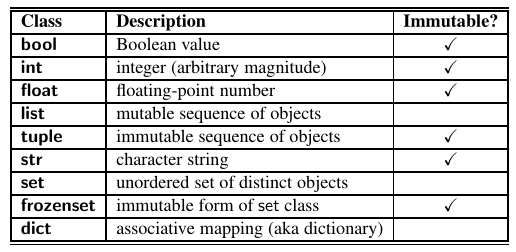 Class Description Immutable?
bool Boolean value ✓
int integer (arbitrary magnitude) ✓
float floating-point number ✓
list mutable sequence of objects
tuple immutable sequence of objects ✓
str character string ✓
set unordered set of distinct objects
frozenset immutable form of set class ✓
dict associative mapping (aka dictionary)